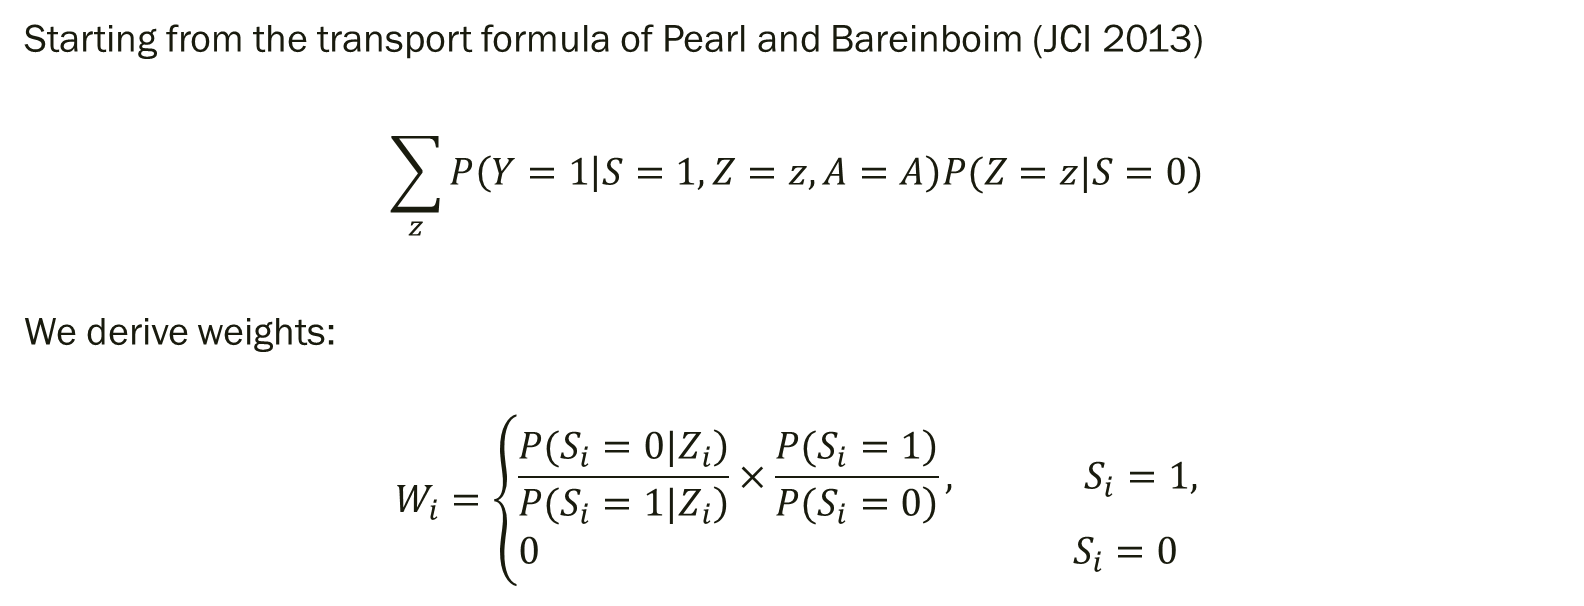 Starting from the transport formula of Pearl and Bareinboim (JCI 2013)
∑_z P(Y = 1|S = 1, Z = z, A = A)P(Z = z|S = 0)
We derive weights:
W_i = { P(S_i = 0|Z_i) / P(S_i = 1|Z_i) × P(S_i = 1) / P(S_i = 0), S_i = 1,
0 S_i = 0